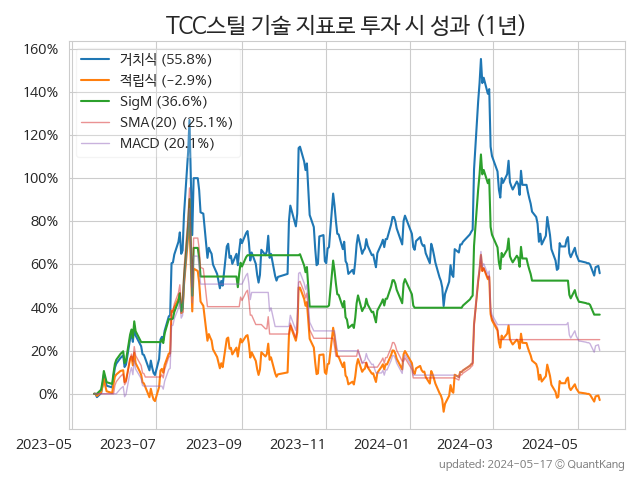 TCC스틸 기술 지표로 투자 시 성과 (1년)
160%
140%
120%
100%
80%
60%
40%
20%
0%
거치식 (55.8%)
적립식 (−2.9%)
SigM (36.6%)
SMA(20) (25.1%)
MACD (20.1%)
2023-05 2023-07 2023-09 2023-11 2024-01 2024-03 2024-05
updated: 2024-05-17 © QuantKang